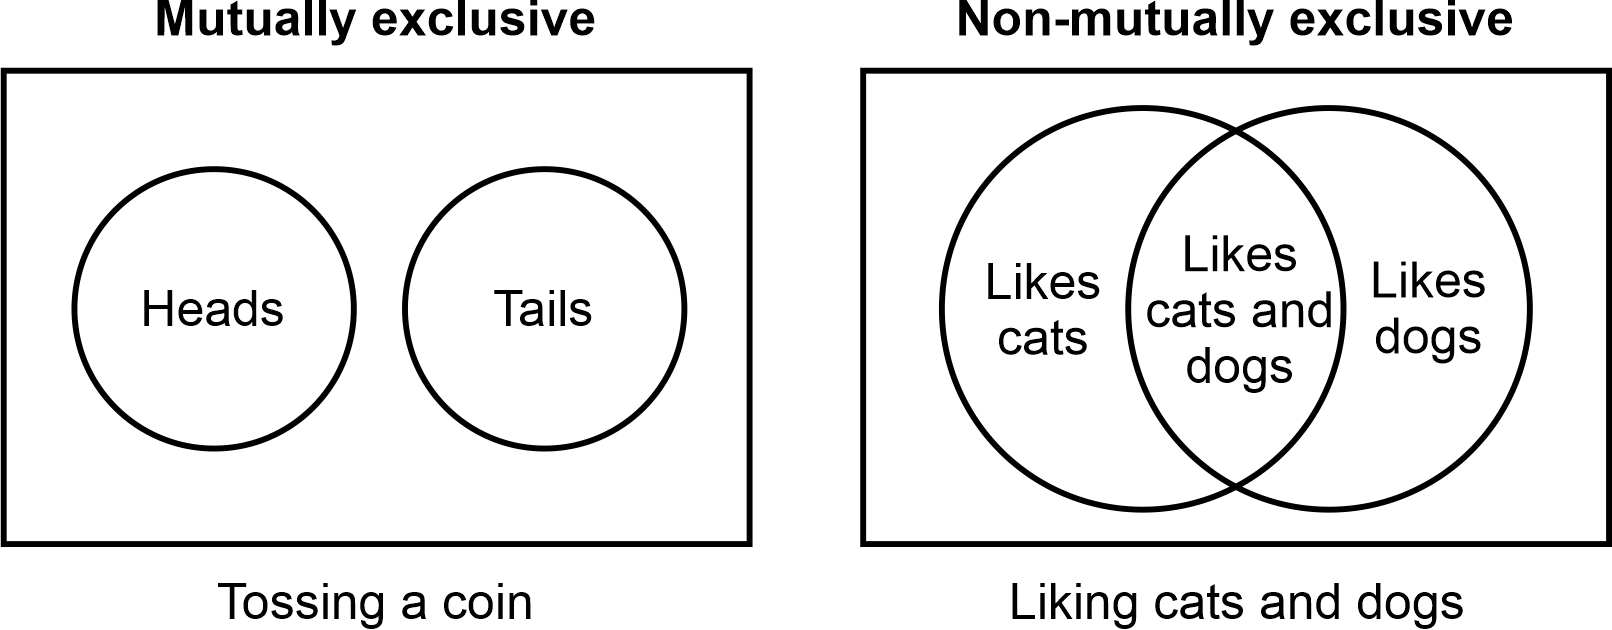 Mutually exclusive
Heads
Tails
Tossing a coin
Non-mutually exclusive
Likes
cats
Likes
cats and
dogs
Likes
dogs
Liking cats and dogs